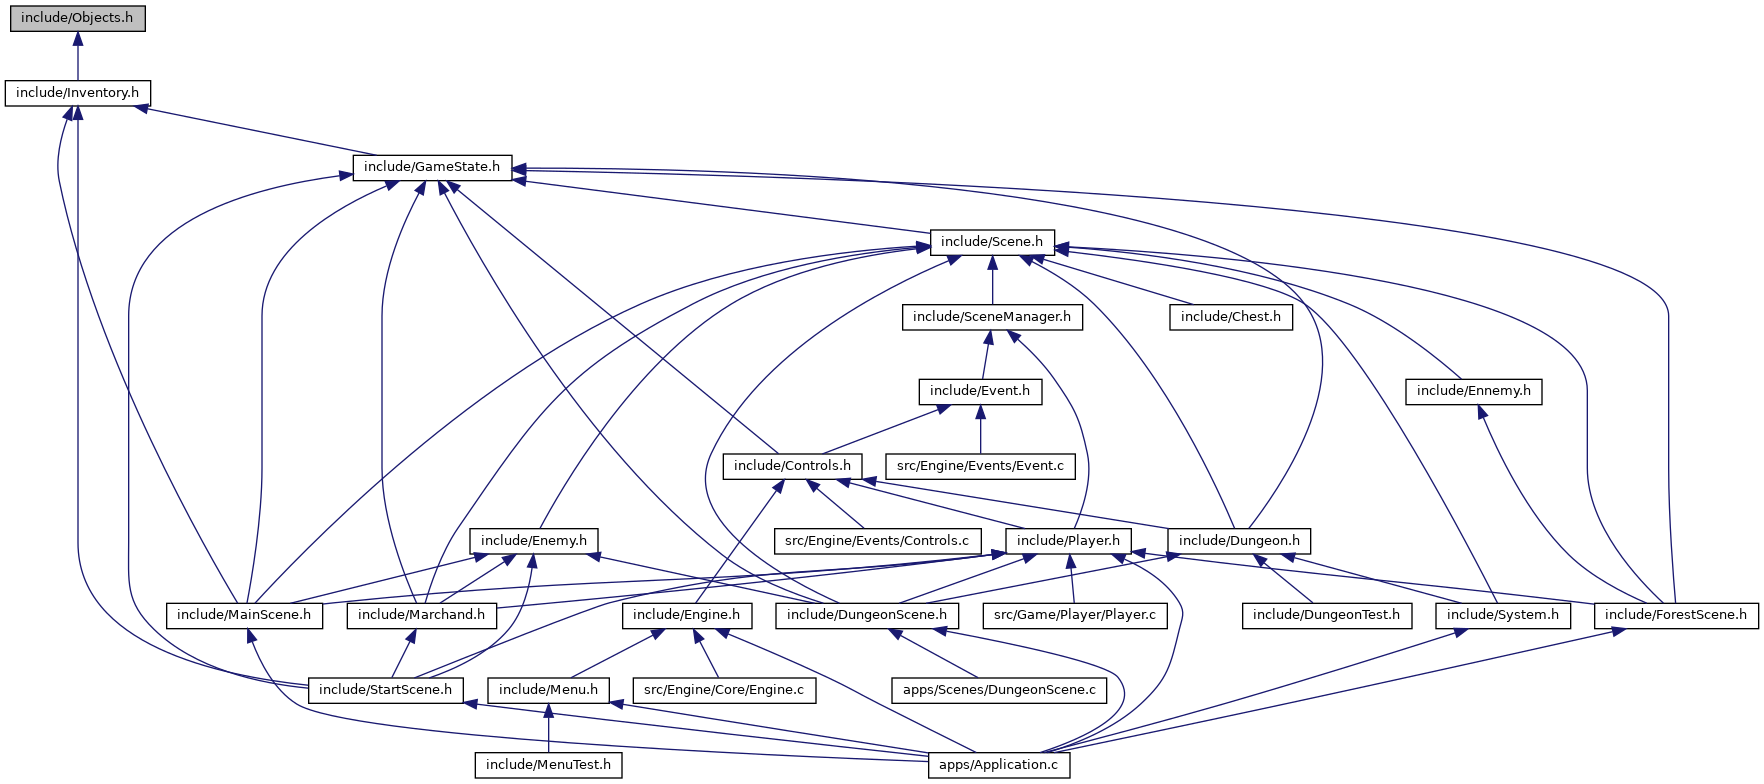 include/Objects.h
include/Inventory.h
include/GameState.h
include/Scene.h
include/SceneManager.h
include/Chest.h
include/Event.h
include/Ennemy.h
include/Controls.h
src/Engine/Events/Event.c
include/Enemy.h
src/Engine/Events/Controls.c
include/Player.h
include/Dungeon.h
include/MainScene.h
include/Marchand.h
include/Engine.h
include/DungeonScene.h
src/Game/Player/Player.c
include/DungeonTest.h
include/System.h
include/ForestScene.h
include/StartScene.h
include/Menu.h
src/Engine/Core/Engine.c
apps/Scenes/DungeonScene.c
include/MenuTest.h
apps/Application.c